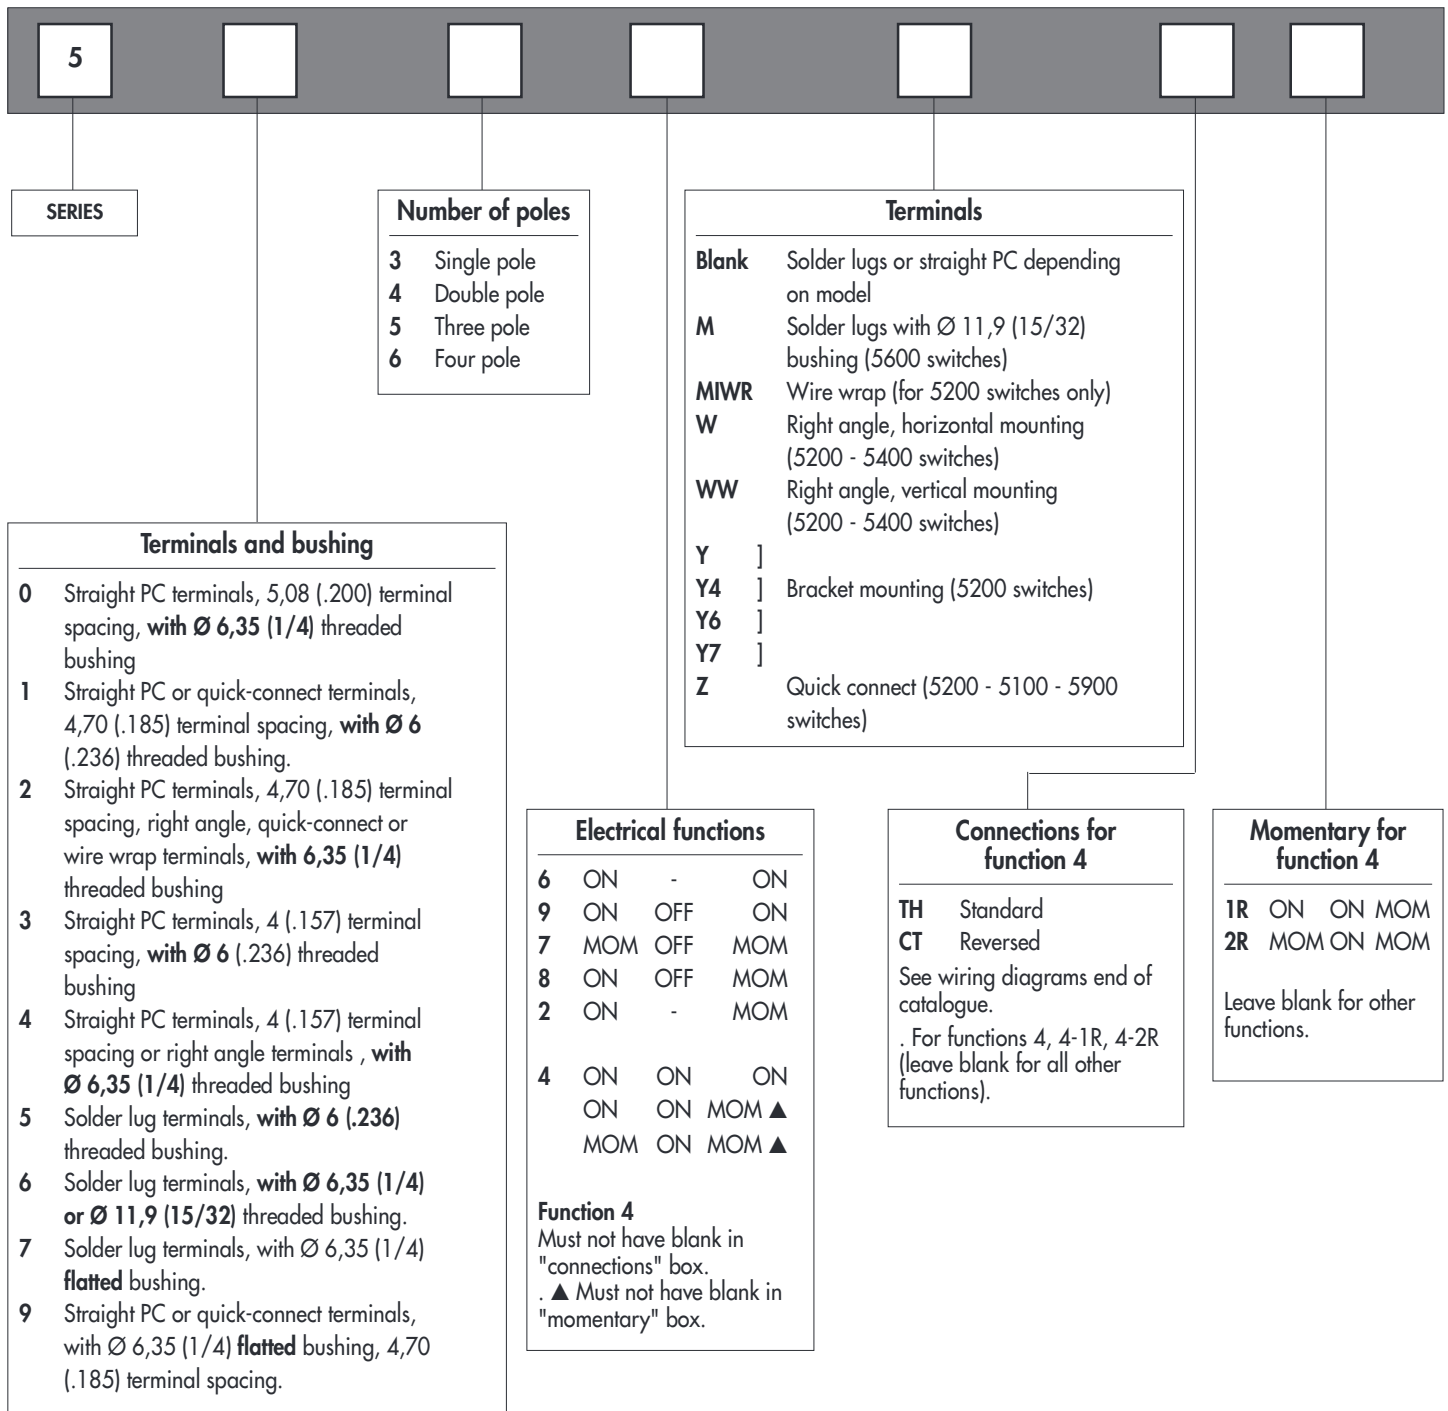 5
SERIES
Number of poles
3 Single pole
4 Double pole
5 Three pole
6 Four pole
Terminals
Blank Solder lugs or straight PC depending
on model
M Solder lugs with Ø 11,9 (15/32)
bushing (5600 switches)
MIWR Wire wrap (for 5200 switches only)
W Right angle, horizontal mounting
(5200 - 5400 switches)
WW Right angle, vertical mounting
(5200 - 5400 switches)
Y ]
Y4 ] Bracket mounting (5200 switches)
Y6 ]
Y7 ]
Z Quick connect (5200 - 5100 - 5900
switches)
Terminals and bushing
0 Straight PC terminals, 5,08 (.200) terminal
spacing, with Ø 6,35 (1/4) threaded
bushing
1 Straight PC or quick-connect terminals,
4,70 (.185) terminal spacing, with Ø 6
(.236) threaded bushing.
2 Straight PC terminals, 4,70 (.185) terminal
spacing, right angle, quick-connect or
wire wrap terminals, with 6,35 (1/4)
threaded bushing
3 Straight PC terminals, 4 (.157) terminal
spacing, with Ø 6 (.236) threaded
bushing
4 Straight PC terminals, 4 (.157) terminal
spacing or right angle terminals , with
Ø 6,35 (1/4) threaded bushing
5 Solder lug terminals, with Ø 6 (.236)
threaded bushing.
6 Solder lug terminals, with Ø 6,35 (1/4)
or Ø 11,9 (15/32) threaded bushing.
7 Solder lug terminals, with Ø 6,35 (1/4)
flatted bushing.
9 Straight PC or quick-connect terminals,
with Ø 6,35 (1/4) flatted bushing, 4,70
(.185) terminal spacing.
Electrical functions
6 ON - ON
9 ON OFF ON
7 MOM OFF MOM
8 ON OFF MOM
2 ON - MOM
4 ON ON ON
ON ON MOM ▲
MOM ON MOM ▲
Function 4
Must not have blank in
"connections" box.
. ▲ Must not have blank in
"momentary" box.
Connections for
function 4
TH Standard
CT Reversed
See wiring diagrams end of
catalogue.
. For functions 4, 4-1R, 4-2R
(leave blank for all other
functions).
Momentary for
function 4
1R ON ON MOM
2R MOM ON MOM
Leave blank for other
functions.